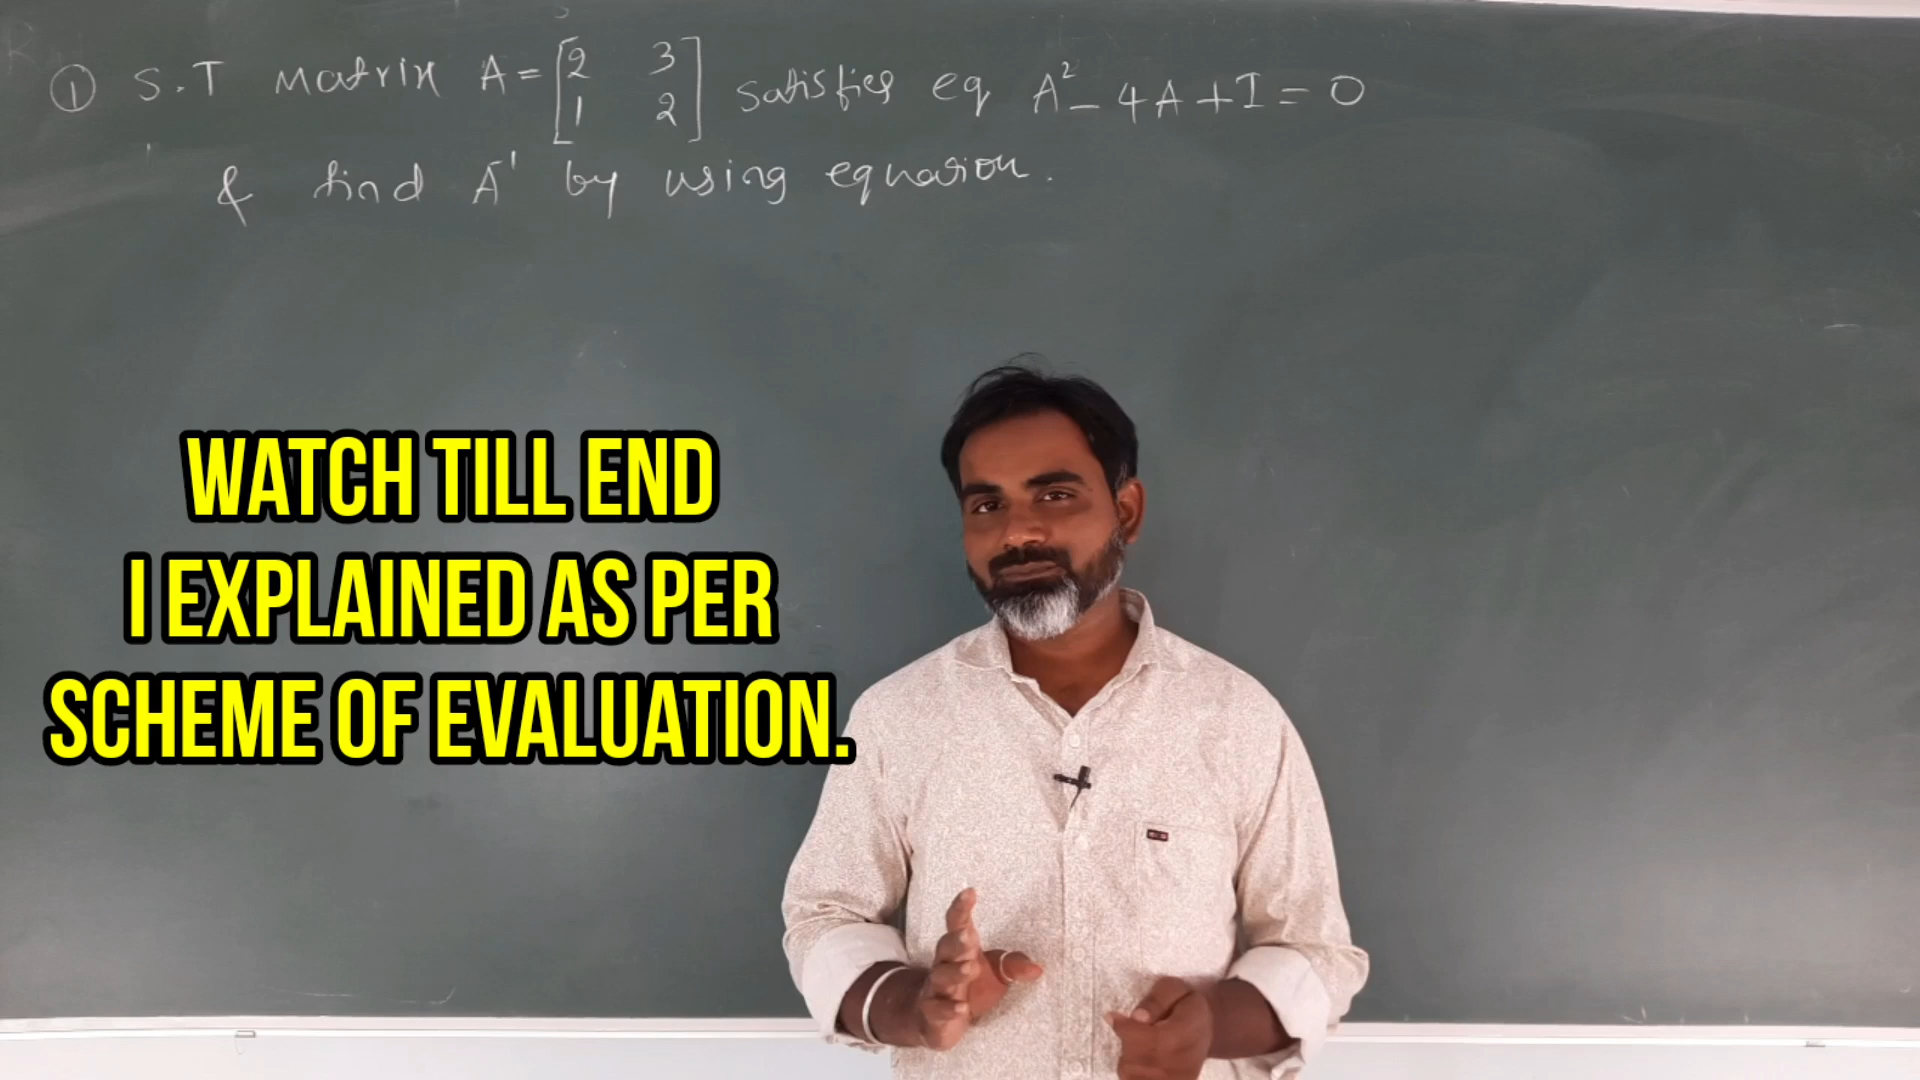 ① S.T Matrix A = [2 3
1 2] satisfies eq A² - 4A + I = 0
& find A⁻¹ by using equation.
WATCH TILL END
I EXPLAINED AS PER
SCHEME OF EVALUATION.